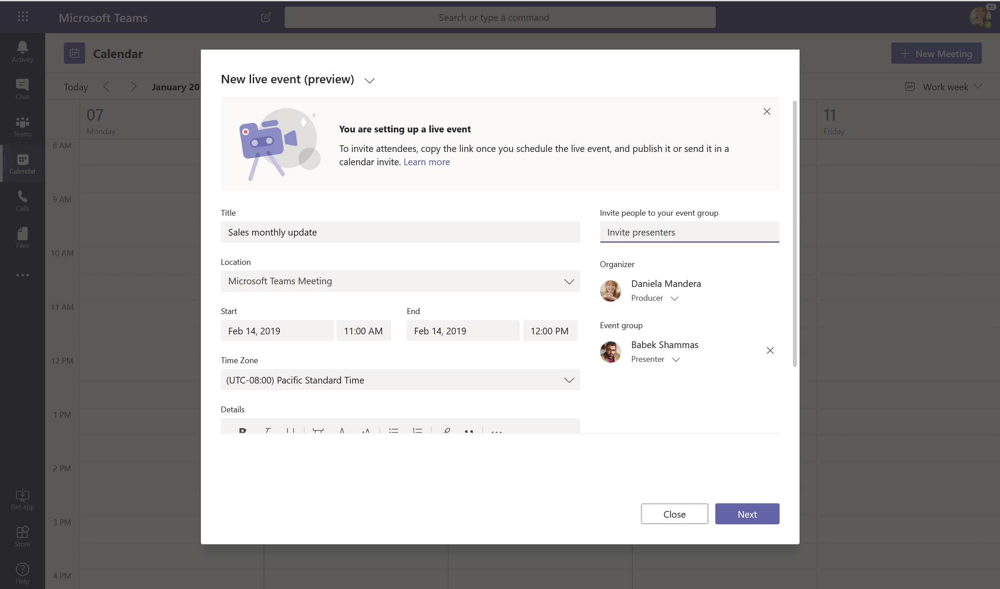 Microsoft Teams
Search or type a command
R1
Activity
Chat
Teams
Calendar
Calls
Files
Get app
Store
Help
Calendar
New Meeting
Today
January 20
Work week
07
Monday
11
Friday
8 AM
9 AM
10 AM
11 AM
12 PM
1 PM
2 PM
3 PM
4 PM
New live event (preview)
You are setting up a live event
To invite attendees, copy the link once you schedule the live event, and publish it or send it in a
calendar invite. Learn more
Title
Sales monthly update
Location
Microsoft Teams Meeting
Start
Feb 14, 2019
11:00 AM
End
Feb 14, 2019
12:00 PM
Time Zone
(UTC-08:00) Pacific Standard Time
Details
Invite people to your event group
Invite presenters
Organizer
Daniela Mandera
Producer
Event group
Babek Shammas
Presenter
Close
Next